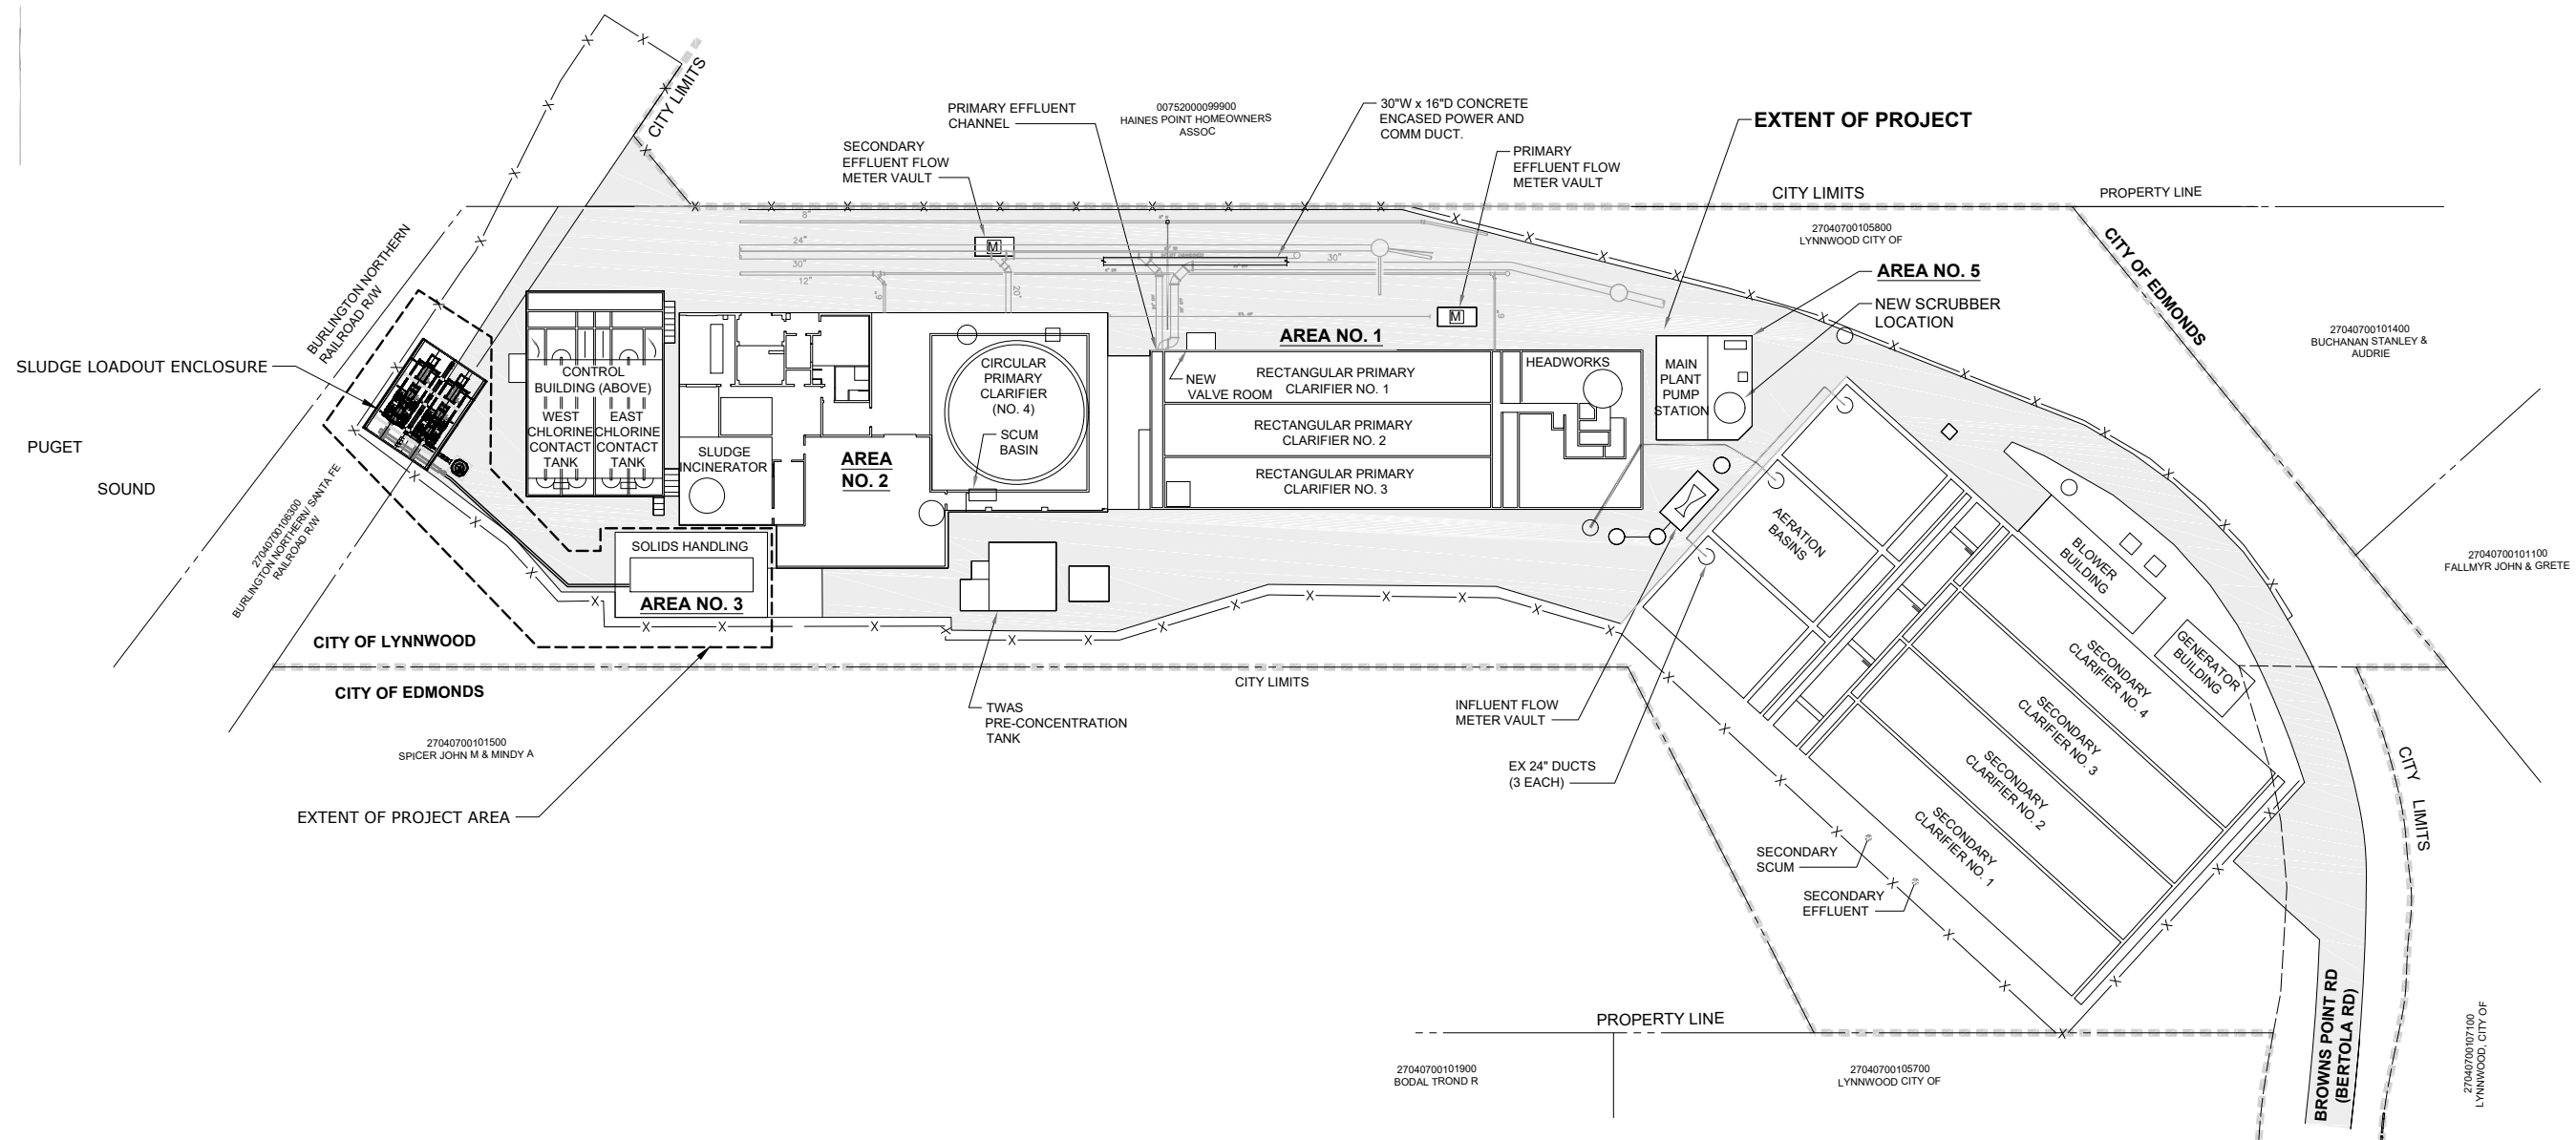 CITY LIMITS
PRIMARY EFFLUENT
CHANNEL
00752000099900
HAINES POINT HOMEOWNERS
ASSOC
30"W x 16"D CONCRETE
ENCASED POWER AND
COMM DUCT.
EXTENT OF PROJECT
SECONDARY
EFFLUENT FLOW
METER VAULT
PRIMARY
EFFLUENT FLOW
METER VAULT
CITY LIMITS
PROPERTY LINE
8"
24"
30"
12"
6"
20"
30"
6"
M
M
27040700105800
LYNNWOOD CITY OF
CITY OF EDMONDS
AREA NO. 5
NEW SCRUBBER
LOCATION
27040700101400
BUCHANAN STANLEY &
AUDRIE
BURLINGTON NORTHERN
RAILROAD R/W
SLUDGE LOADOUT ENCLOSURE
CONTROL
BUILDING (ABOVE)
WEST
CHLORINE
CONTACT
TANK
EAST
CHLORINE
CONTACT
TANK
SLUDGE
INCINERATOR
AREA
NO. 2
CIRCULAR
PRIMARY
CLARIFIER
(NO. 4)
SCUM
BASIN
AREA NO. 1
NEW
VALVE ROOM
RECTANGULAR PRIMARY
CLARIFIER NO. 1
RECTANGULAR PRIMARY
CLARIFIER NO. 2
RECTANGULAR PRIMARY
CLARIFIER NO. 3
HEADWORKS
MAIN
PLANT
PUMP
STATION
PUGET
SOUND
27040700106300
BURLINGTON NORTHERN/ SANTA FE
RAILROAD R/W
SOLIDS HANDLING
AREA NO. 3
AERATION
BASINS
BLOWER
BUILDING
GENERATOR
BUILDING
27040700101100
FALLMYR JOHN & GRETE
CITY OF LYNNWOOD
CITY OF EDMONDS
CITY LIMITS
SECONDARY
CLARIFIER NO. 4
SECONDARY
CLARIFIER NO. 3
SECONDARY
CLARIFIER NO. 2
SECONDARY
CLARIFIER NO. 1
TWAS
PRE-CONCENTRATION
TANK
INFLUENT FLOW
METER VAULT
27040700101500
SPICER JOHN M & MINDY A
EX 24" DUCTS
(3 EACH)
EXTENT OF PROJECT AREA
CITY LIMITS
SECONDARY
SCUM
SECONDARY
EFFLUENT
PROPERTY LINE
27040700101900
BODAL TROND R
27040700105700
LYNNWOOD CITY OF
BROWNS POINT RD
(BERTOLA RD)
27040700107100
LYNNWOOD, CITY OF